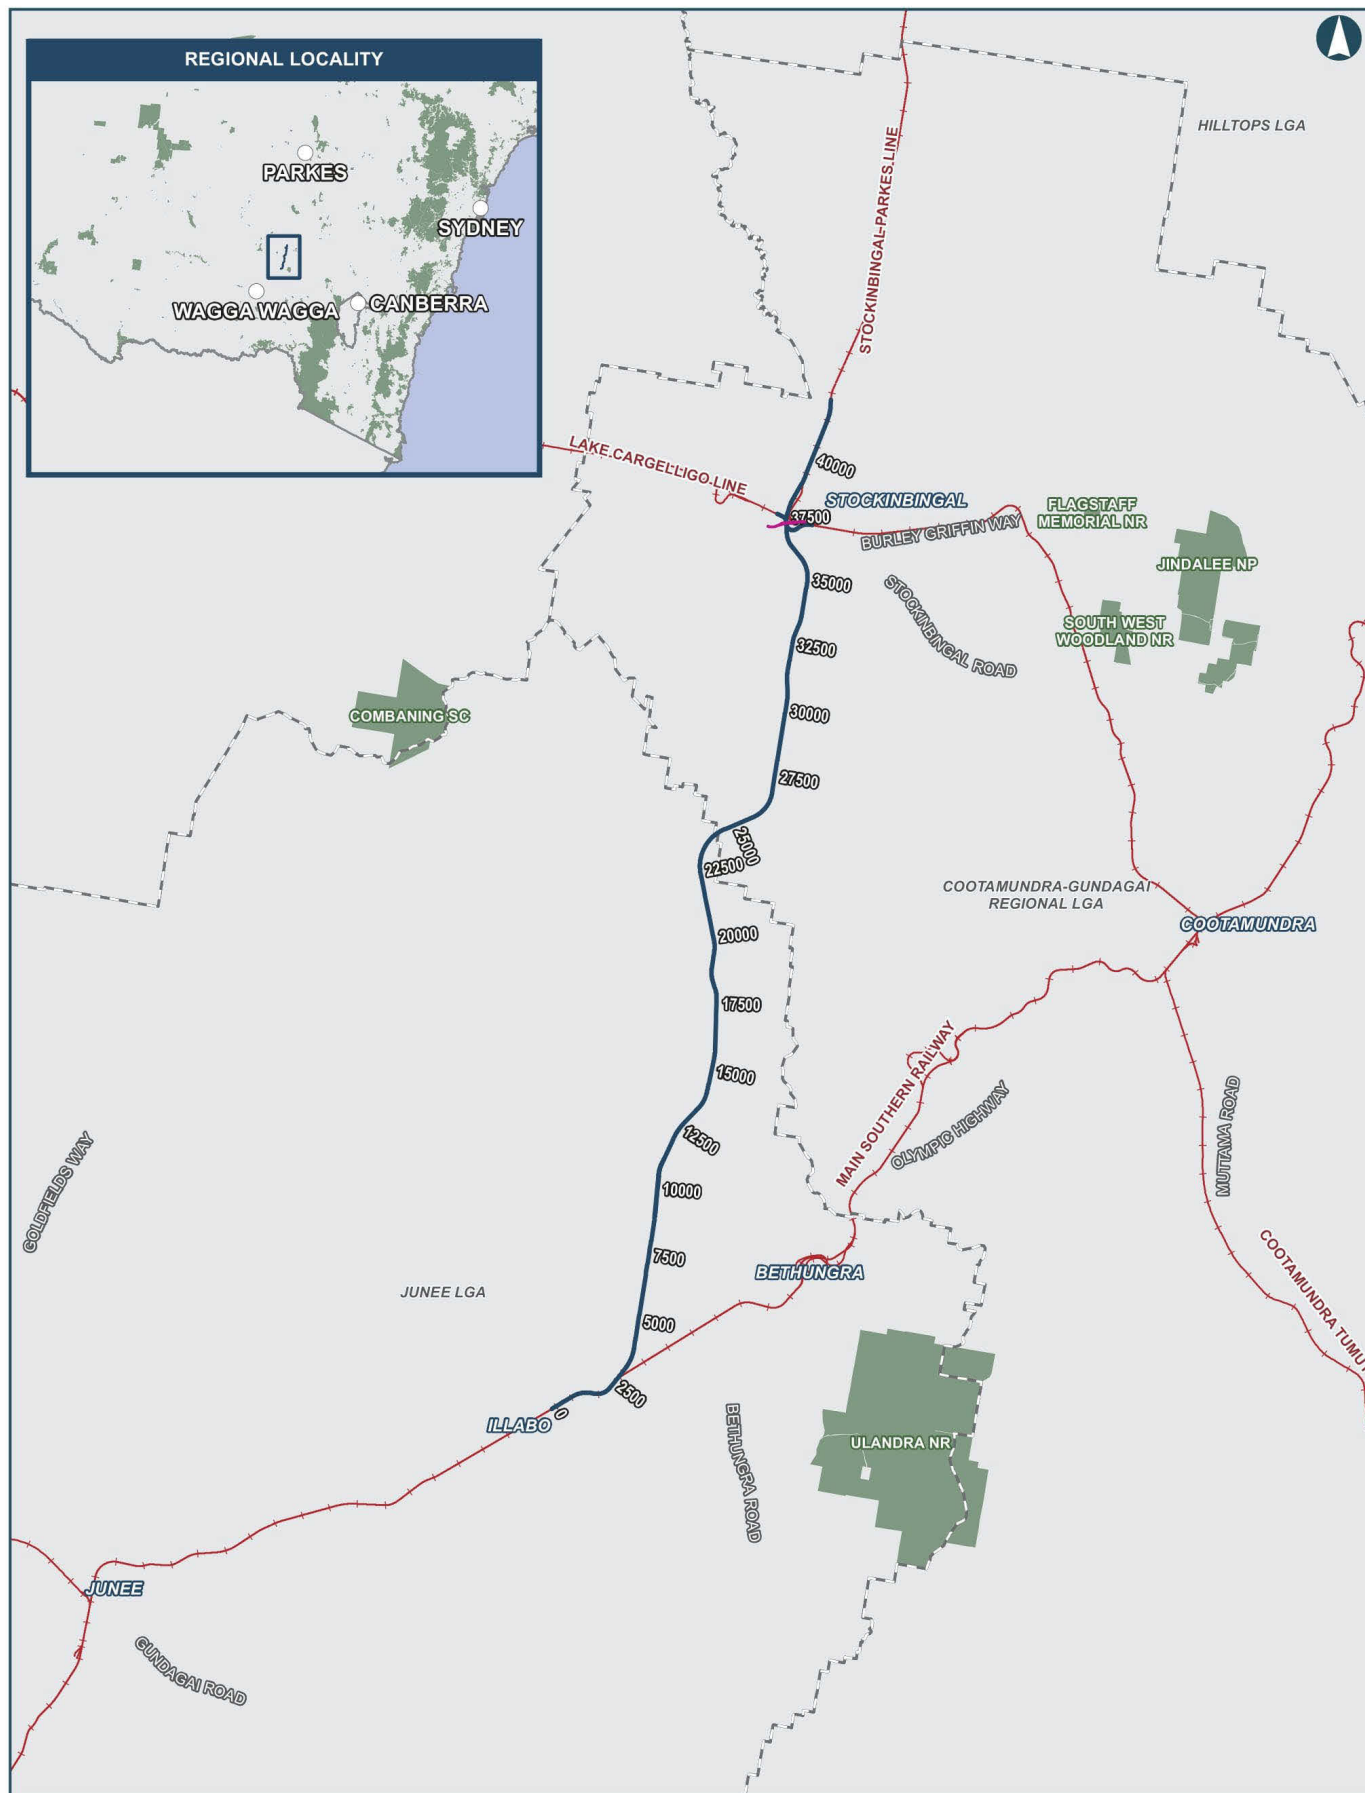 REGIONAL LOCALITY
PARKES
SYDNEY
WAGGA WAGGA
CANBERRA
HILLTOPS LGA
STOCKINBINGAL-PARKES LINE
LAKE CARGELLIGO LINE
40000
STOCKINBINGAL
37500
BURLEY GRIFFIN WAY
FLAGSTAFF
MEMORIAL NR
JINDALEE NP
35000
STOCKINBINGAL ROAD
SOUTH WEST
WOODLAND NR
32500
COMBANING SC
30000
27500
25000
22500
COOTAMUNDRA-GUNDAGAI
REGIONAL LGA
COOTAMUNDRA
20000
17500
15000
MAIN SOUTHERN RAILWAY
OLYMPIC HIGHWAY
MUTTAMA ROAD
12500
GOLDFIELDS WAY
10000
7500
BETHUNGRA
COOTAMUNDRA TUMUT
JUNEE LGA
5000
2500
0
ILLABO
BETHUNGRA ROAD
ULANDRA NR
JUNEE
GUNDAGAI ROAD